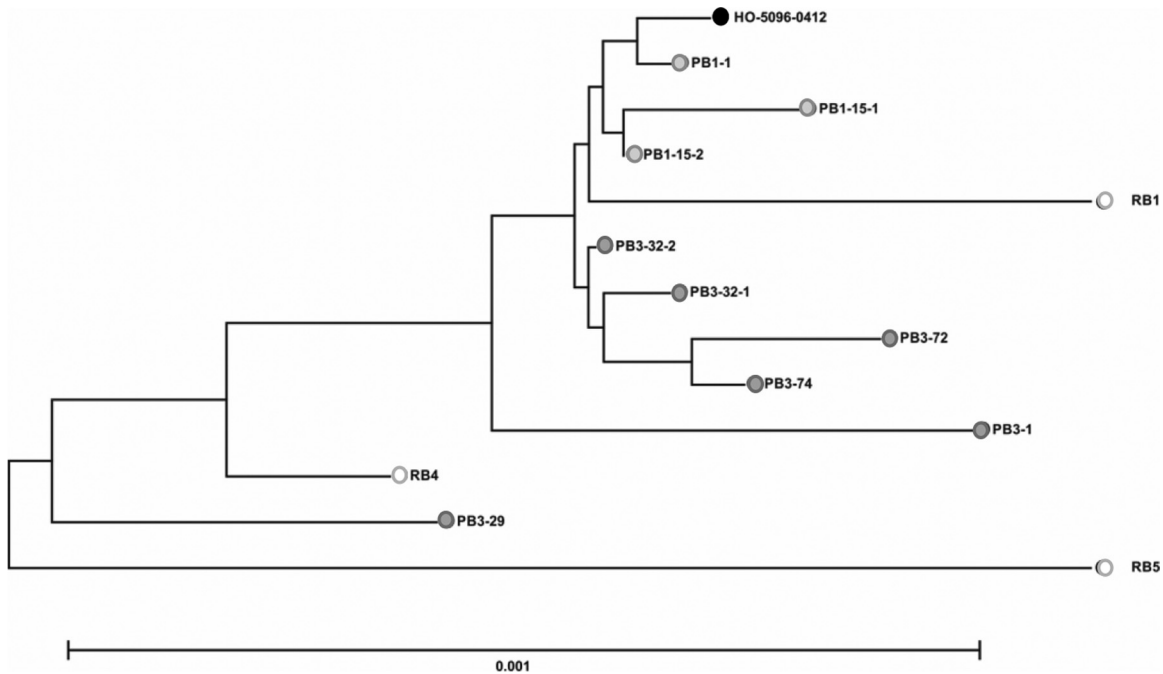 HO-5096-0412
PB1-1
PB1-15-1
PB1-15-2
RB1
PB3-32-2
PB3-32-1
PB3-72
PB3-74
PB3-1
RB4
PB3-29
RB5
0.001